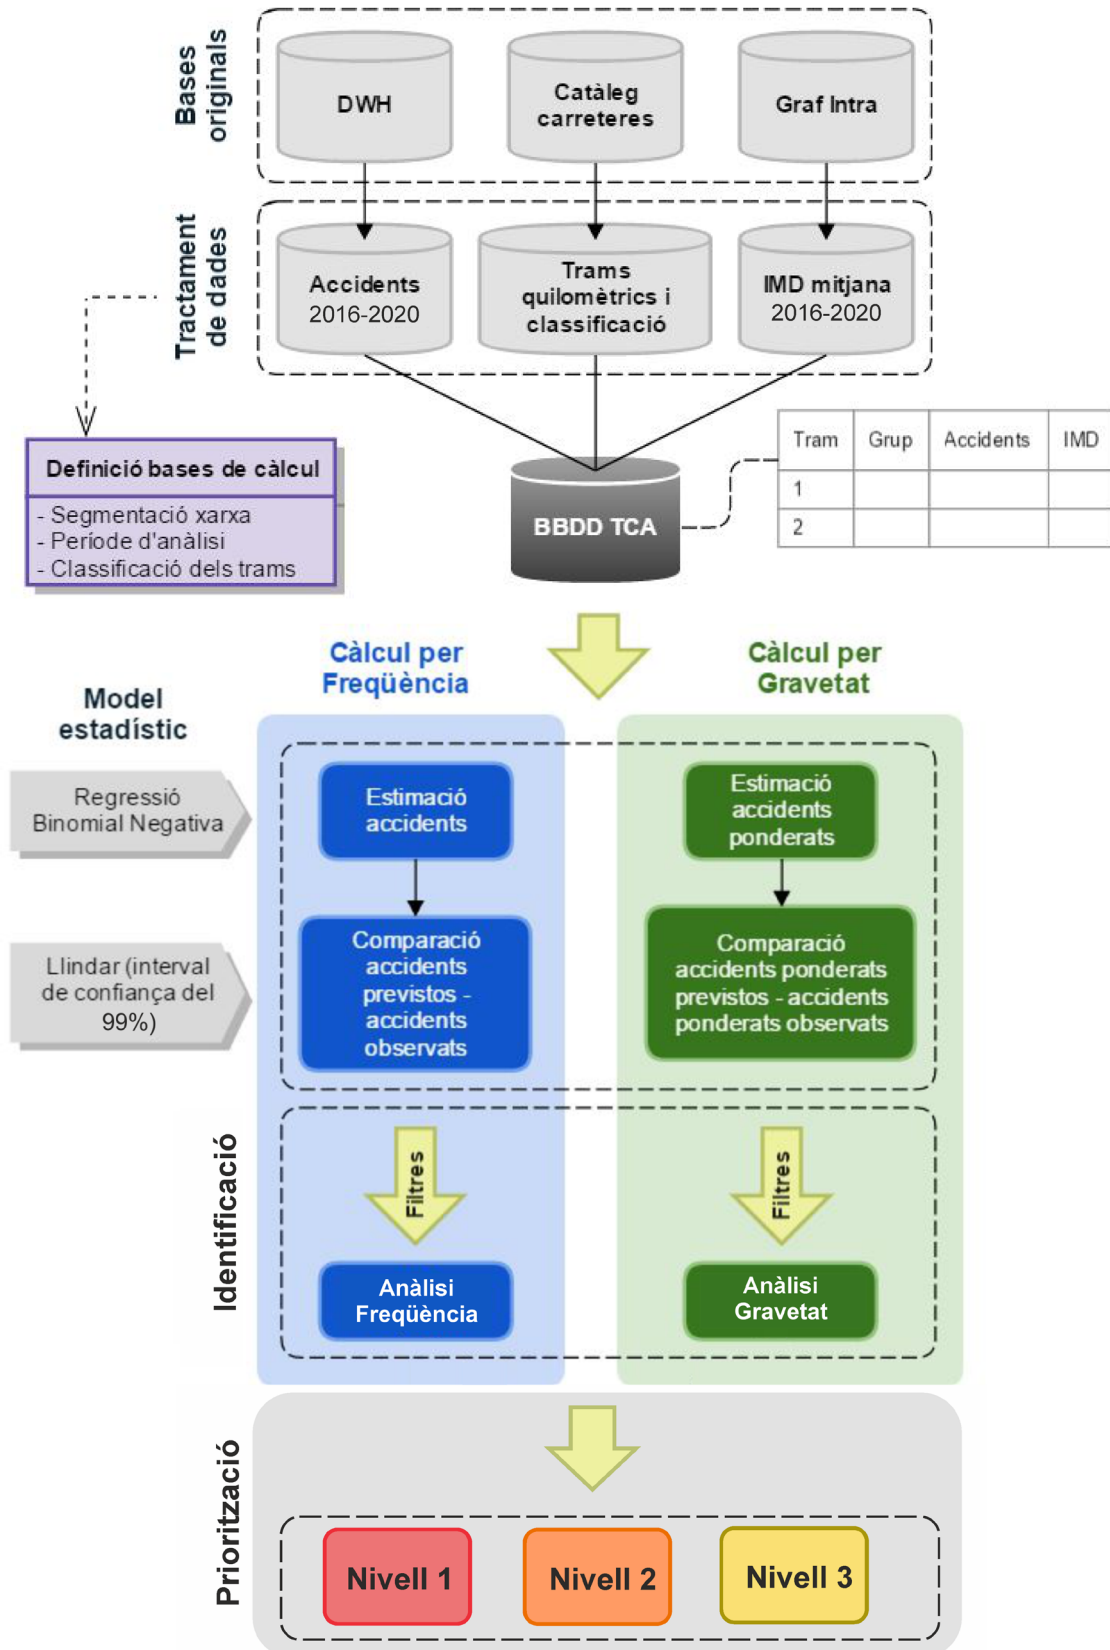 Bases
originals
DWH
Catàleg
carreteres
Graf Intra
Tractament
de dades
Accidents
2016-2020
Trams
quilomètrics i
classificació
IMD mitjana
2016-2020
Definició bases de càlcul
- Segmentació xarxa
- Període d'anàlisi
- Classificació dels trams
BBDD TCA
Tram Grup Accidents IMD
1
2
Càlcul per
Freqüència
Càlcul per
Gravetat
Model
estadístic
Regressió
Binomial Negativa
Estimació
accidents
Estimació
accidents
ponderats
Llindar (interval
de confiança del
99%)
Comparació
accidents
previstos -
accidents
observats
Comparació
accidents ponderats
previstos - accidents
ponderats observats
Identificació
Filtres
Filtres
Anàlisi
Freqüència
Anàlisi
Gravetat
Priorització
Nivell 1
Nivell 2
Nivell 3